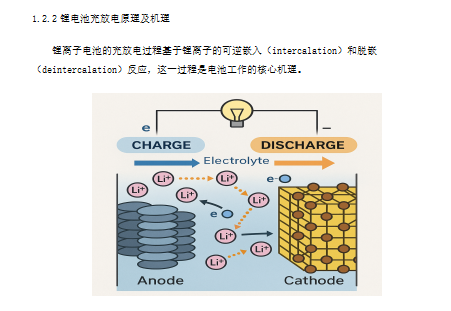 1.2.2 锂电池充放电原理及机理
锂离子电池的充放电过程基于锂离子的可逆嵌入（intercalation）和脱嵌
（deintercalation）反应，这一过程是电池工作的核心机理。
e
−
CHARGE
DISCHARGE
Electrolyte
Li+
Li+
e-
Li+
Li+
Li+
e
Li+
Li+
Li+
Anode
Cathode